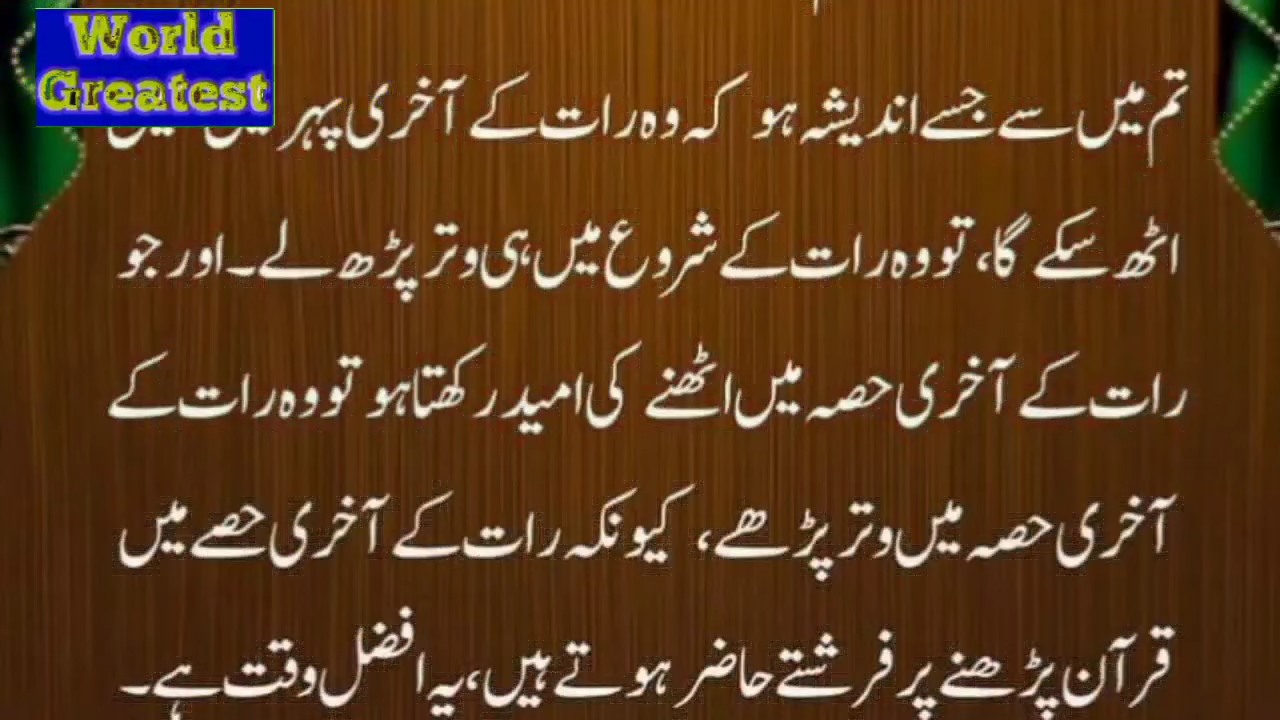 World
Greatest
تم میں سے جسے اندیشہ ہو کہ وہ رات کے آخری پہر
اٹھ سکے گا، تو وہ رات کے شروع میں ہی وتر پڑھ لے۔ اور جو
رات کے آخری حصہ میں اٹھنے کی امید رکھتا ہو تو وہ رات کے
آخری حصہ میں وتر پڑھے، کیونکہ رات کے آخری حصے میں
قرآن پڑھنے پر فرشتے حاضر ہوتے ہیں، یہ افضل وقت ہے۔